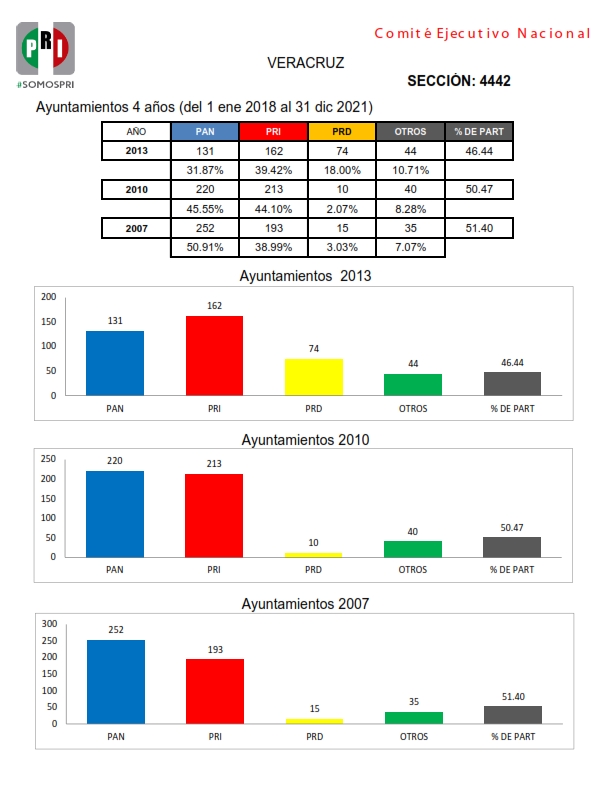 Comité Ejecutivo Nacional
PRI
#SOMOSPRI
VERACRUZ
SECCIÓN: 4442
Ayuntamientos 4 años (del 1 ene 2018 al 31 dic 2021)
AÑO PAN PRI PRD OTROS % DE PART
2013 131 162 74 44 46.44
31.87% 39.42% 18.00% 10.71%
2010 220 213 10 40 50.47
45.55% 44.10% 2.07% 8.28%
2007 252 193 15 35 51.40
50.91% 38.99% 3.03% 7.07%
Ayuntamientos 2013
200
150
100
50
0
131 162 74 44 46.44
PAN PRI PRD OTROS % DE PART
Ayuntamientos 2010
250
200
150
100
50
0
220 213 10 40 50.47
PAN PRI PRD OTROS % DE PART
Ayuntamientos 2007
300
250
200
150
100
50
0
252 193 15 35 51.40
PAN PRI PRD OTROS % DE PART